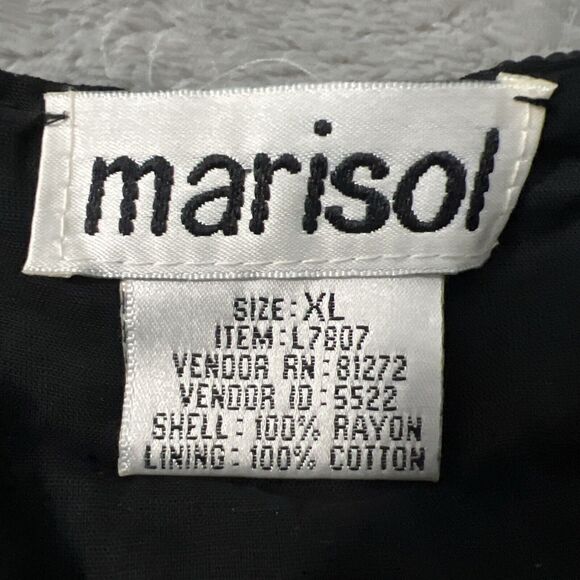 marisol
SIZE: XL
ITEM: L7807
VENDOR RN: 81272
VENDOR ID: 5522
SHELL: 100% RAYON
LINING: 100% COTTON